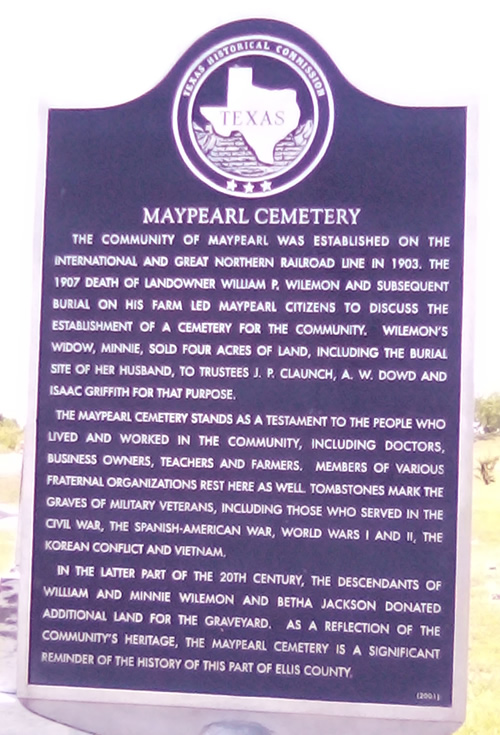 TEXAS HISTORICAL COMMISSION
TEXAS
MAYPEARL CEMETERY
THE COMMUNITY OF MAYPEARL WAS ESTABLISHED ON THE
INTERNATIONAL AND GREAT NORTHERN RAILROAD LINE IN 1903. THE
1907 DEATH OF LANDOWNER WILLIAM P. WILEMON AND SUBSEQUENT
BURIAL ON HIS FARM LED MAYPEARL CITIZENS TO DISCUSS THE
ESTABLISHMENT OF A CEMETERY FOR THE COMMUNITY. WILEMON'S
WIDOW, MINNIE, SOLD FOUR ACRES OF LAND, INCLUDING THE BURIAL
SITE OF HER HUSBAND, TO TRUSTEES J. P. CLAUNCH, A. W. DOWD AND
ISAAC GRIFFITH FOR THAT PURPOSE.
THE MAYPEARL CEMETERY STANDS AS A TESTAMENT TO THE PEOPLE WHO
LIVED AND WORKED IN THE COMMUNITY, INCLUDING DOCTORS,
BUSINESS OWNERS, TEACHERS AND FARMERS. MEMBERS OF VARIOUS
FRATERNAL ORGANIZATIONS REST HERE AS WELL. TOMBSTONES MARK THE
GRAVES OF MILITARY VETERANS, INCLUDING THOSE WHO SERVED IN THE
CIVIL WAR, THE SPANISH-AMERICAN WAR, WORLD WARS I AND II, THE
KOREAN CONFLICT AND VIETNAM.
IN THE LATTER PART OF THE 20TH CENTURY, THE DESCENDANTS OF
WILLIAM AND MINNIE WILEMON AND BETHA JACKSON DONATED
ADDITIONAL LAND FOR THE GRAVEYARD. AS A REFLECTION OF THE
COMMUNITY'S HERITAGE, THE MAYPEARL CEMETERY IS A SIGNIFICANT
REMINDER OF THE HISTORY OF THIS PART OF ELLIS COUNTY.
(2001)